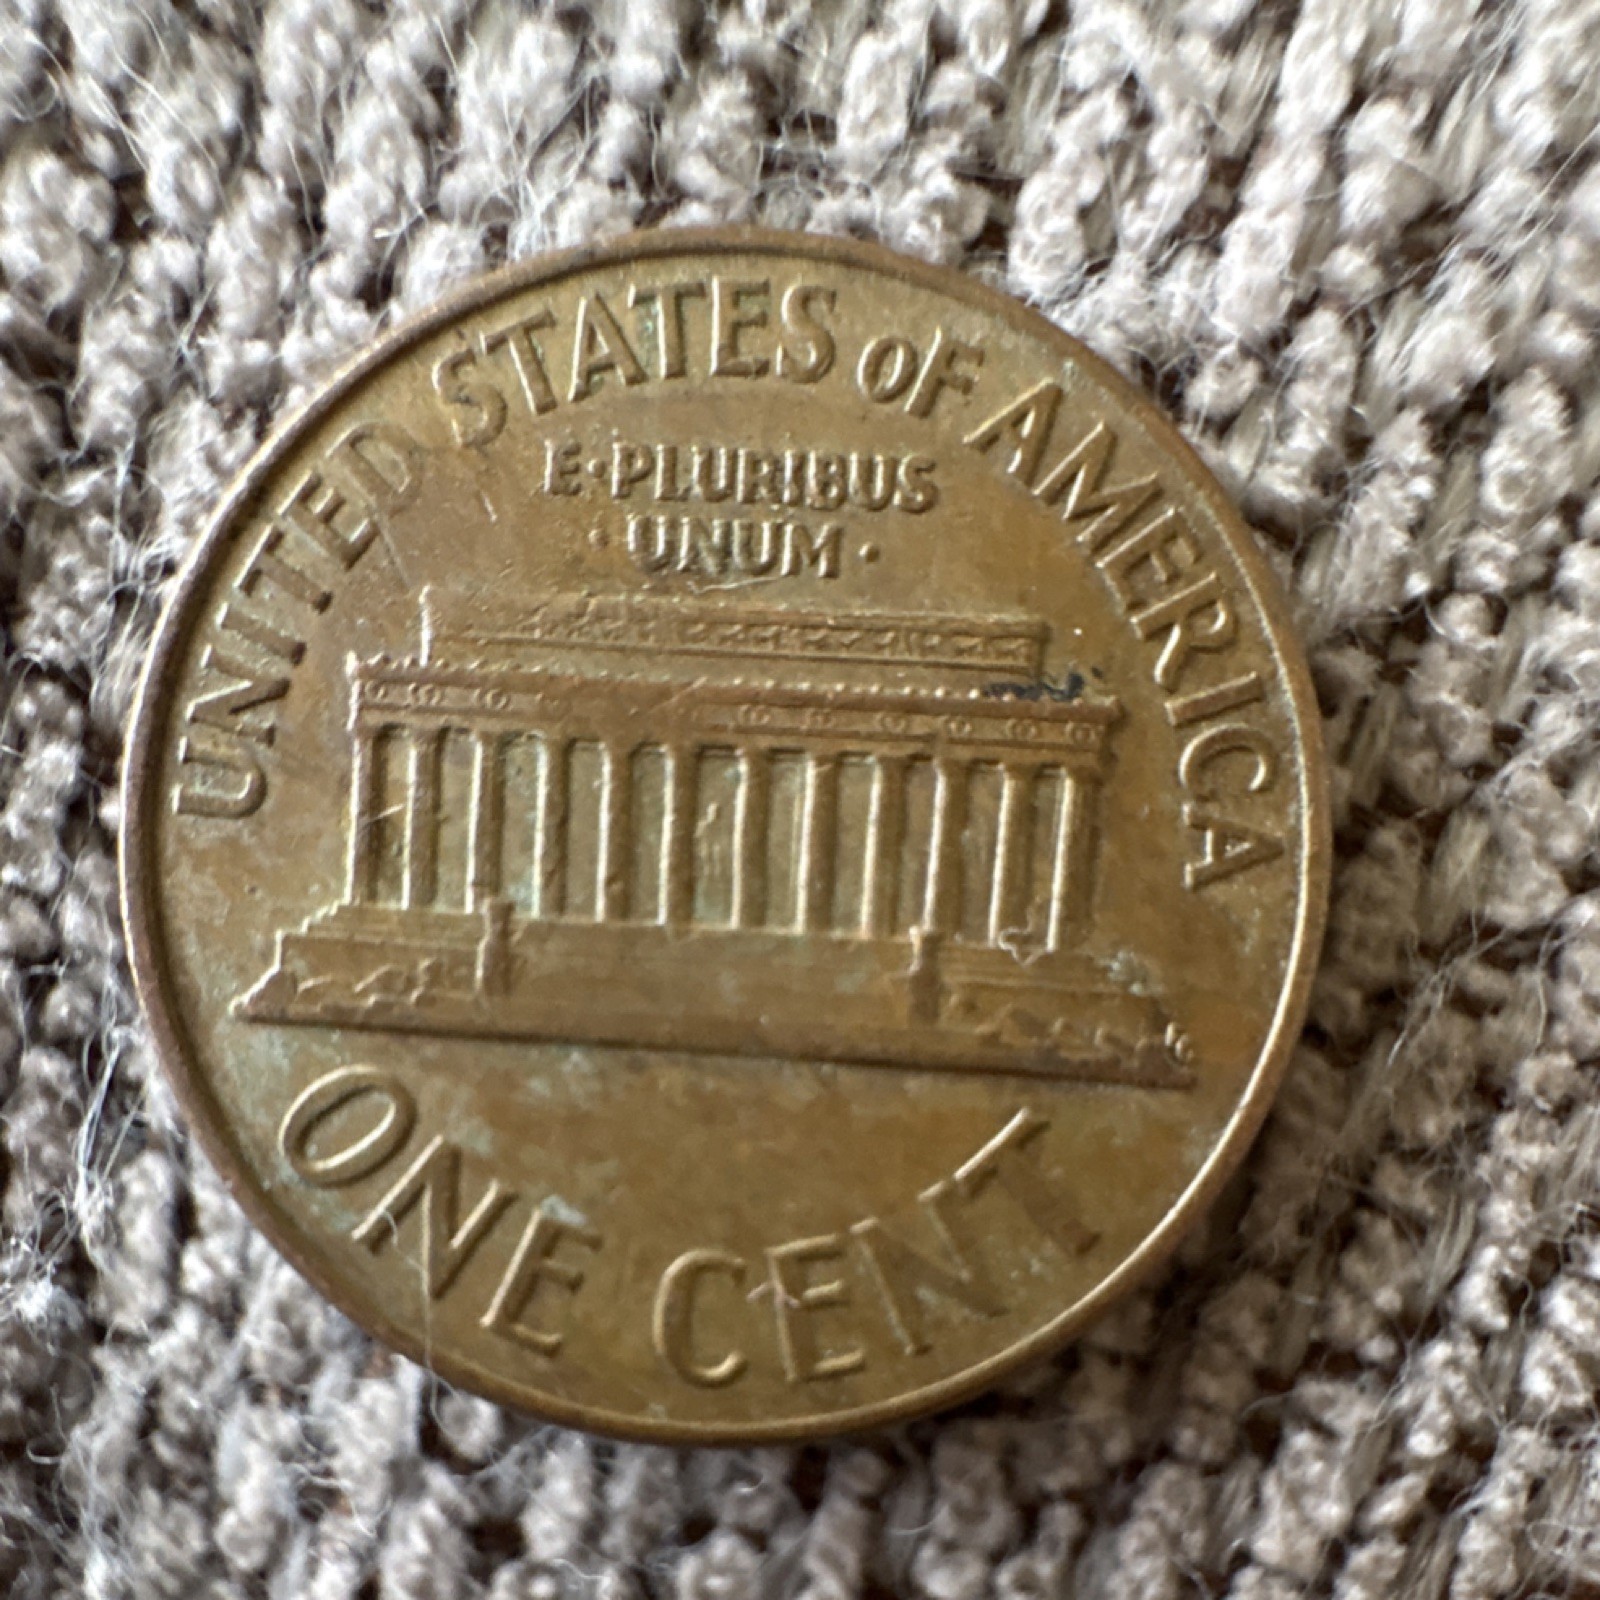 UNITED STATES OF AMERICA
E·PLURIBUS
·UNUM·
ONE CENT